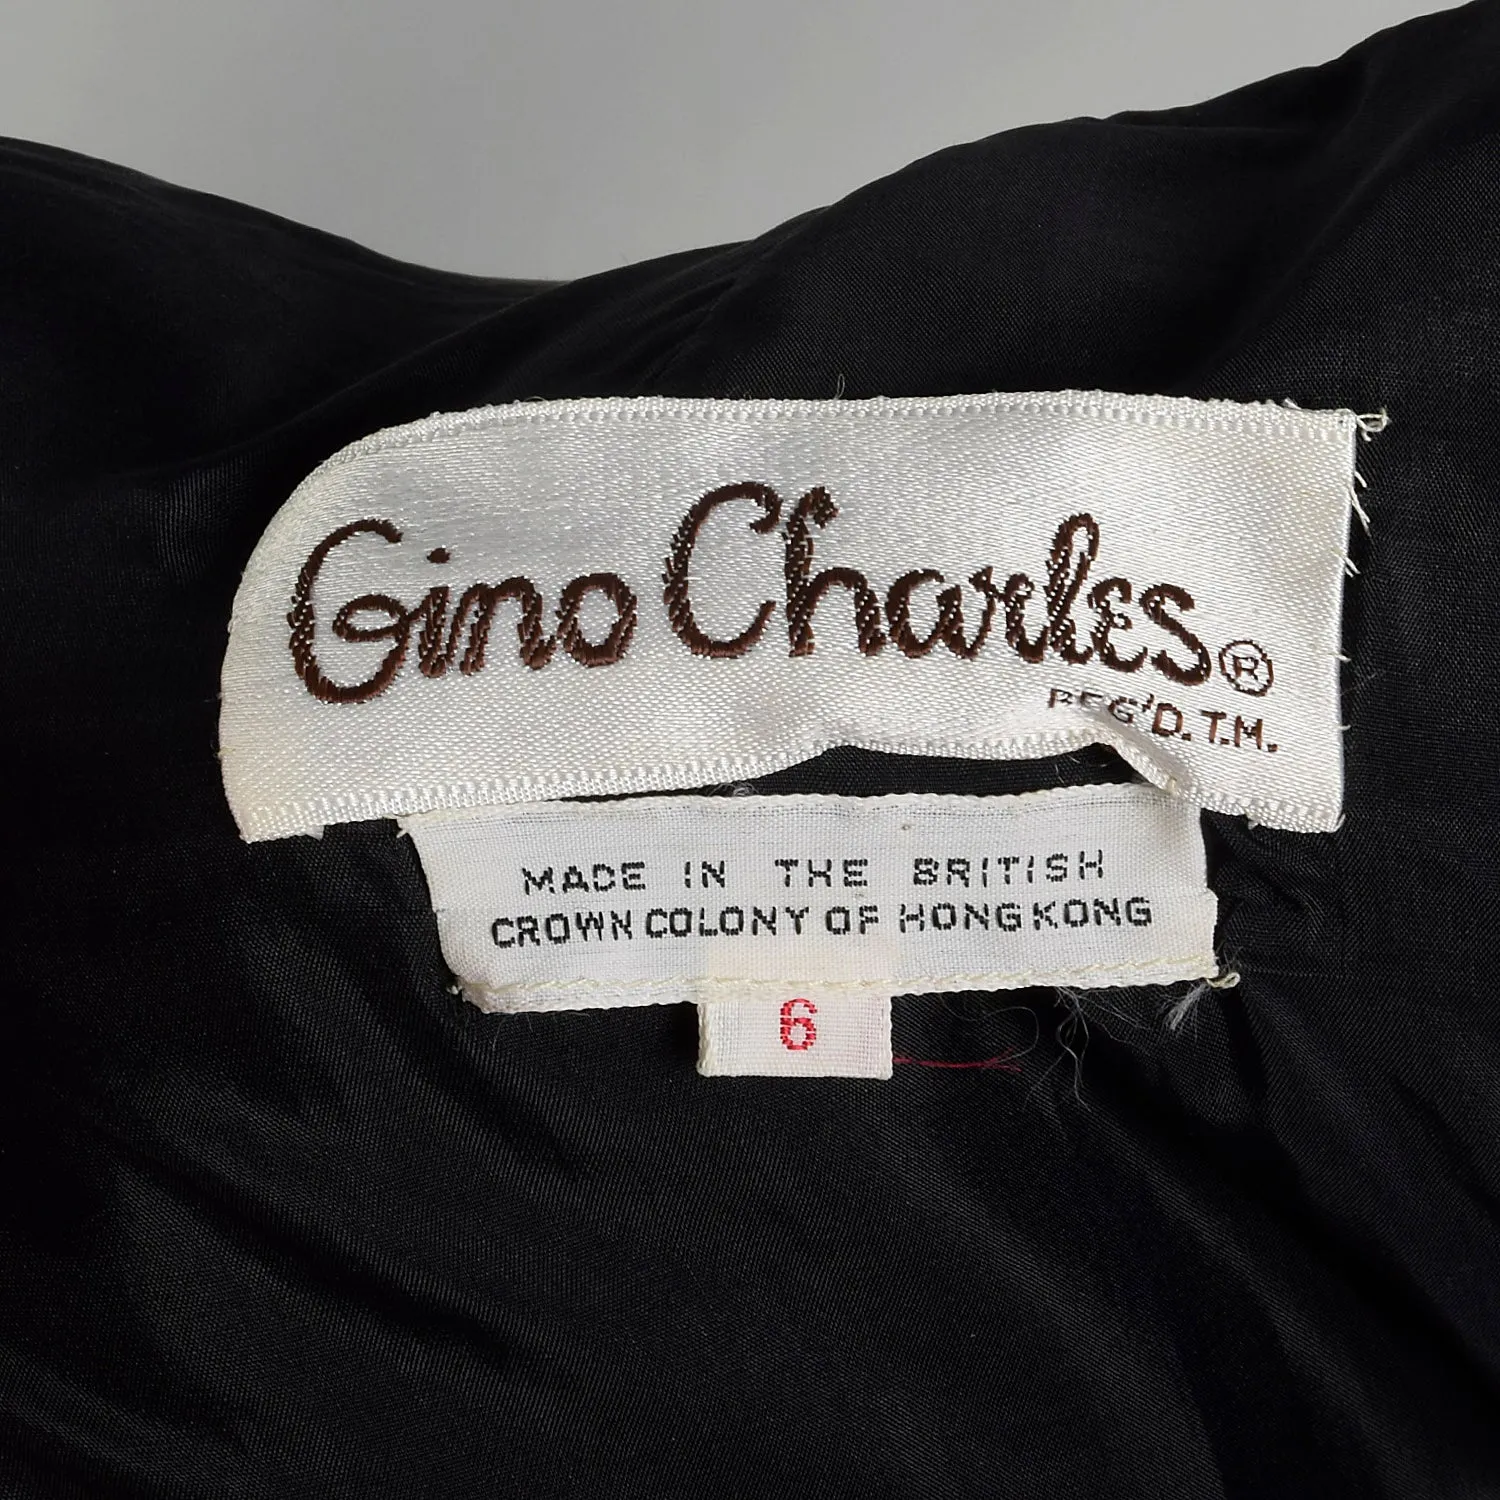 Gino Charles ®
REG'D. T.M.
MADE IN THE BRITISH
CROWN COLONY OF HONG KONG
6